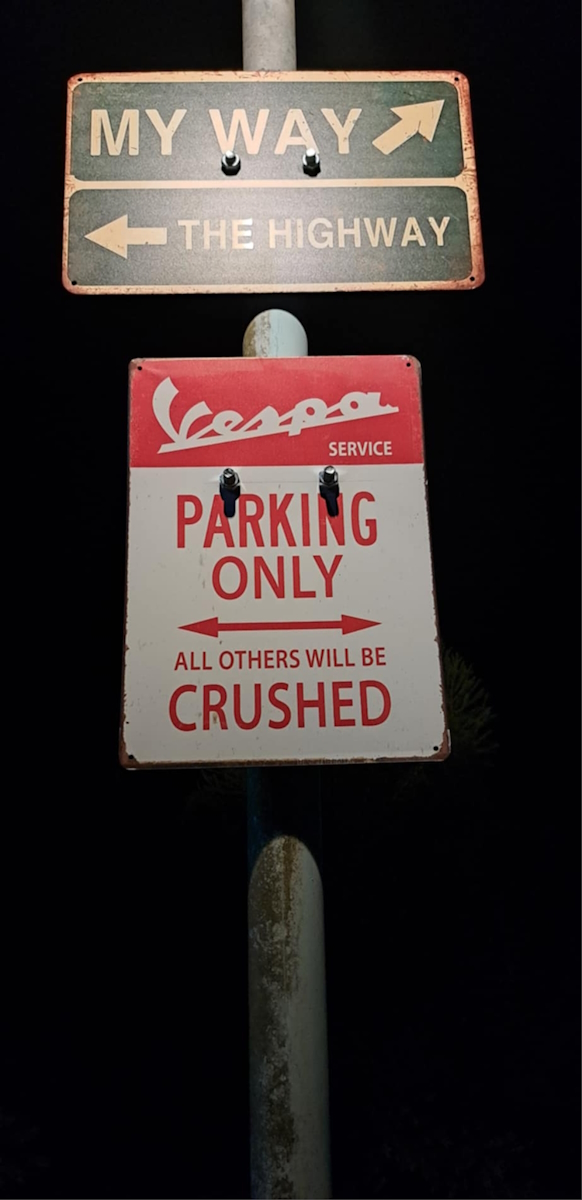 MY WAY
THE HIGHWAY
Vespa
SERVICE
PARKING
ONLY
ALL OTHERS WILL BE
CRUSHED